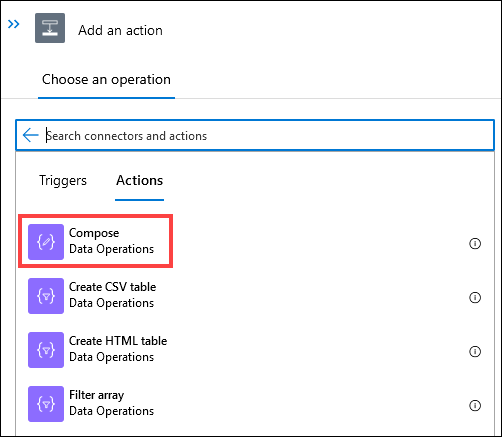 Add an action
Choose an operation
Search connectors and actions
Triggers
Actions
Compose
Data Operations
Create CSV table
Data Operations
Create HTML table
Data Operations
Filter array
Data Operations